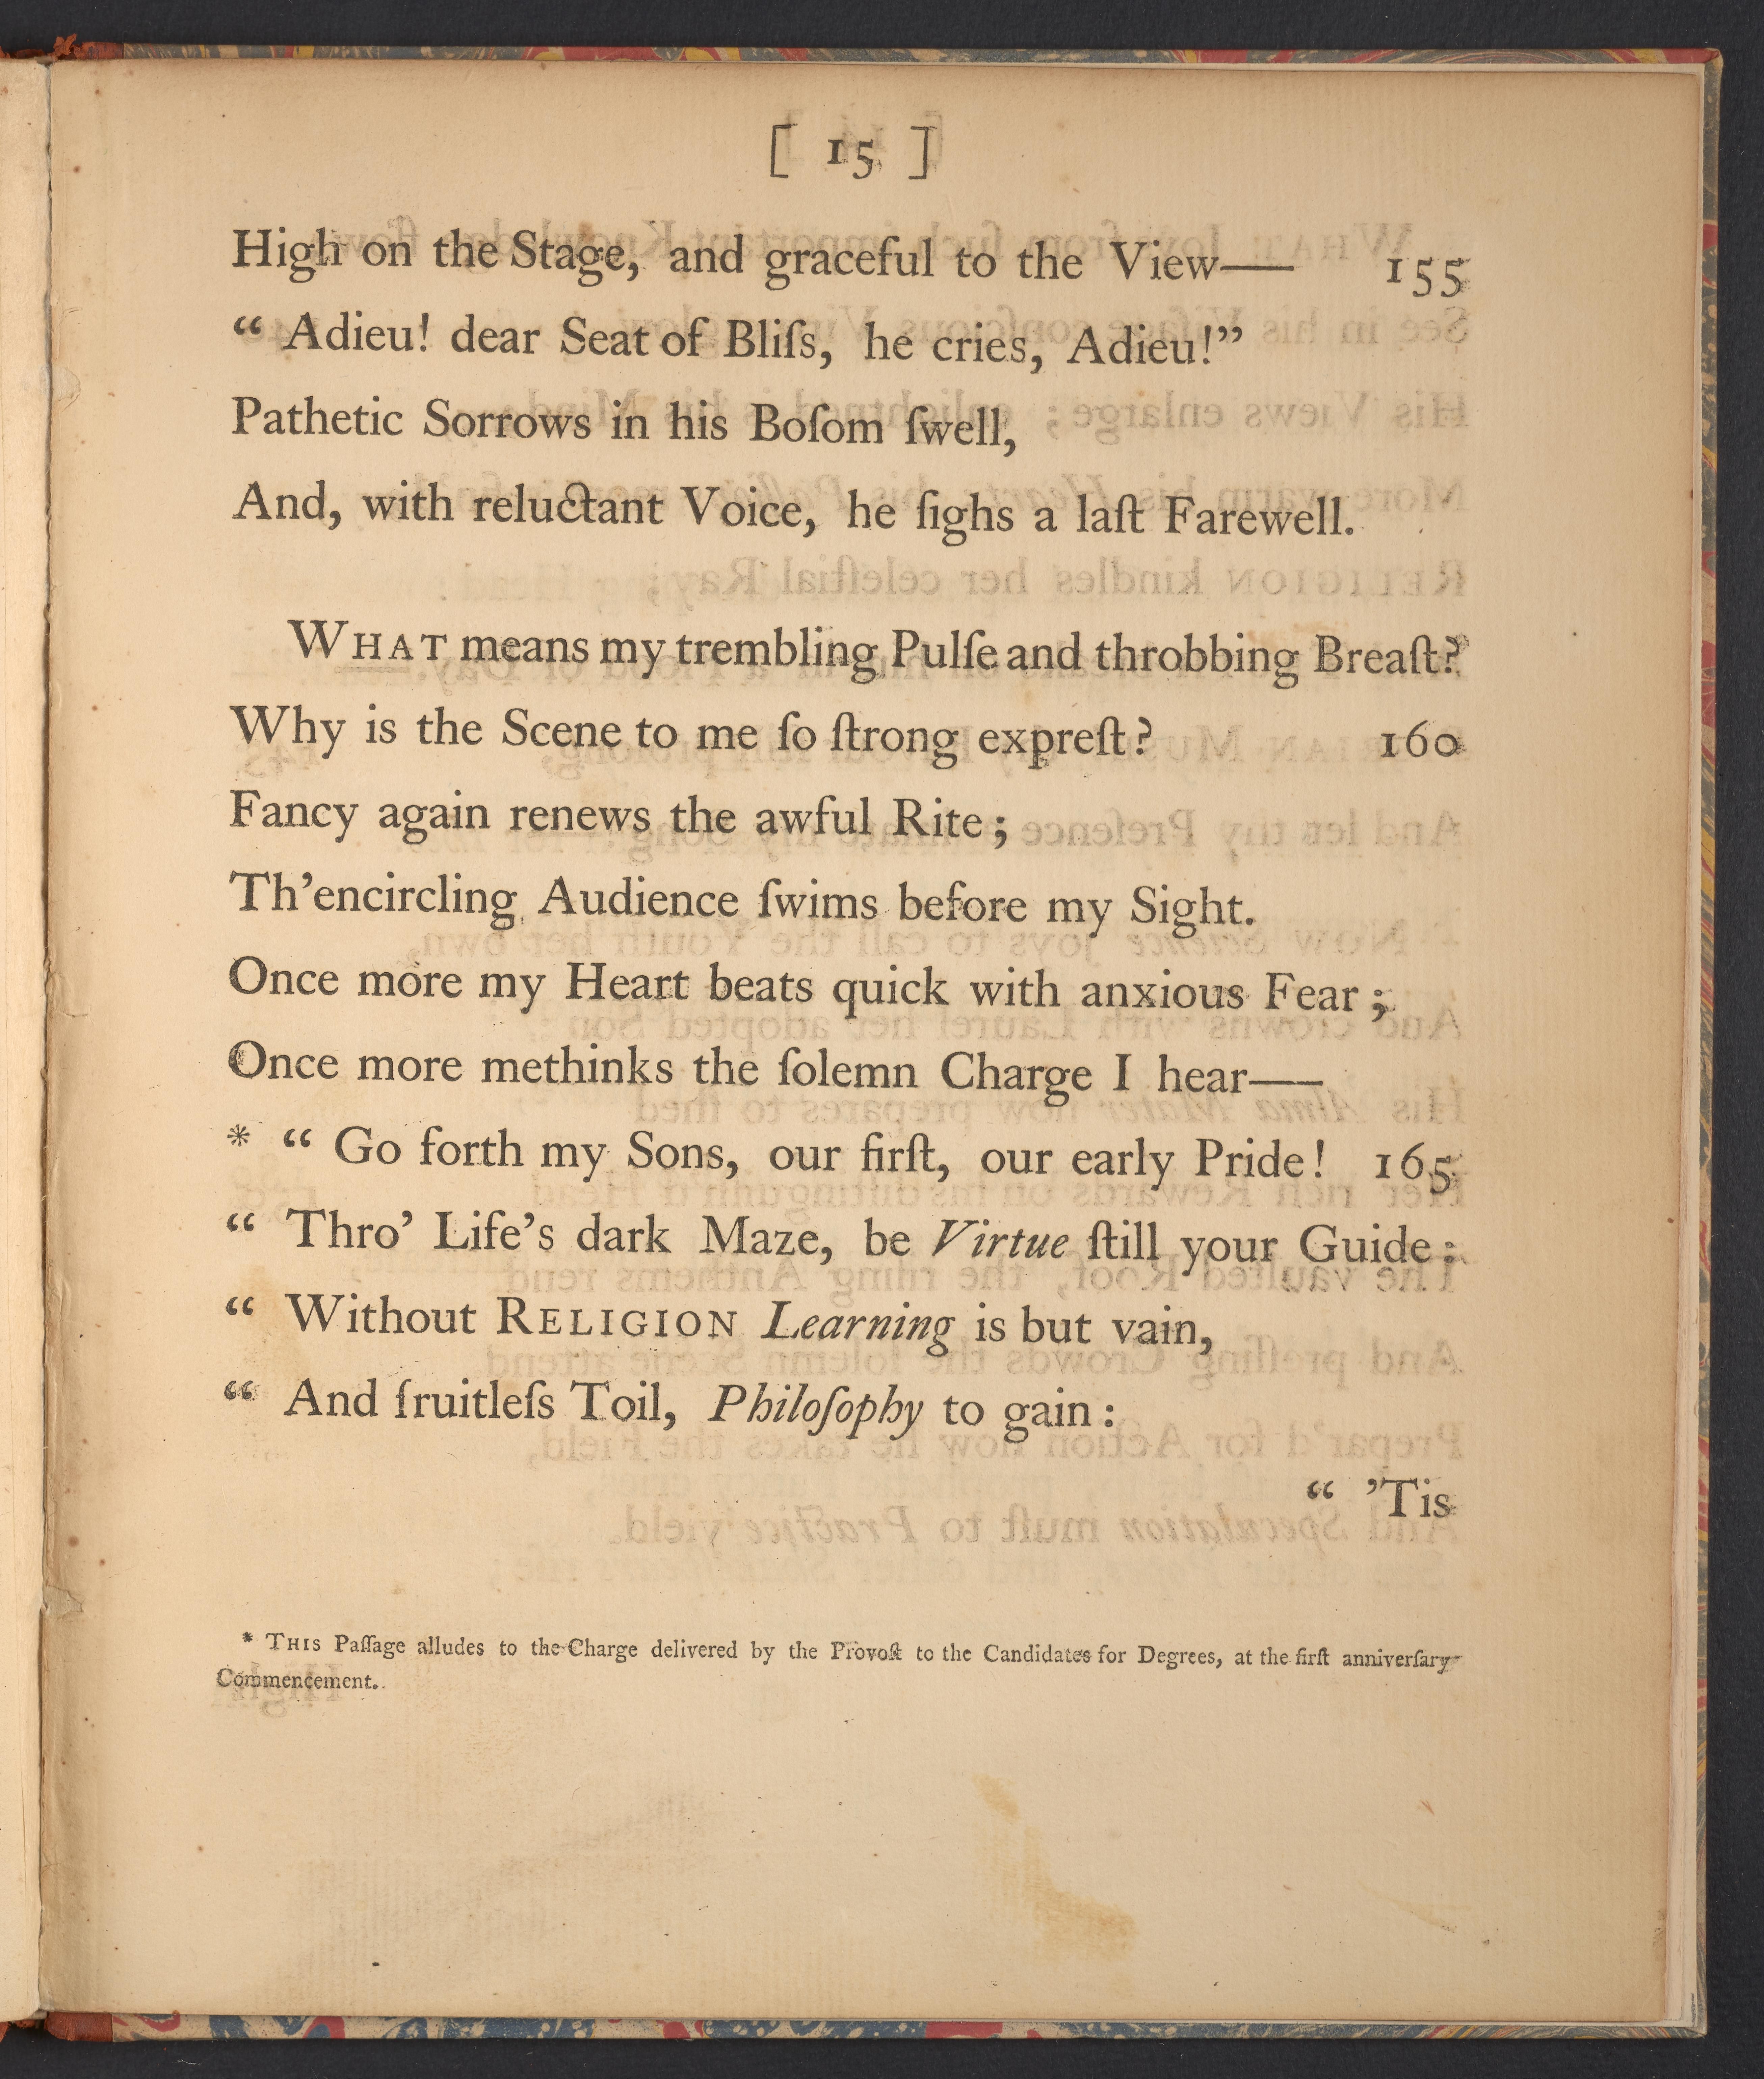 [ 15 ]
High on the Stage, and graceful to the View—— 155
“ Adieu! dear Seat of Bliſs, he cries, Adieu!”
Pathetic Sorrows in his Boſom ſwell,
And, with reluctant Voice, he ſighs a laſt Farewell.
WHAT means my trembling Pulſe and throbbing Breaſt?
Why is the Scene to me ſo ſtrong expreſt? 160
Fancy again renews the awful Rite;
Th’encircling Audience ſwims before my Sight.
Once more my Heart beats quick with anxious Fear;
Once more methinks the ſolemn Charge I hear——
* “ Go forth my Sons, our firſt, our early Pride! 165
“ Thro’ Life’s dark Maze, be Virtue ſtill your Guide:
“ Without RELIGION Learning is but vain,
“ And fruitleſs Toil, Philoſophy to gain:
“ ’Tis
* THIS Paſſage alludes to the Charge delivered by the Provoſt to the Candidates for Degrees, at the firſt anniverſary
Commencement.